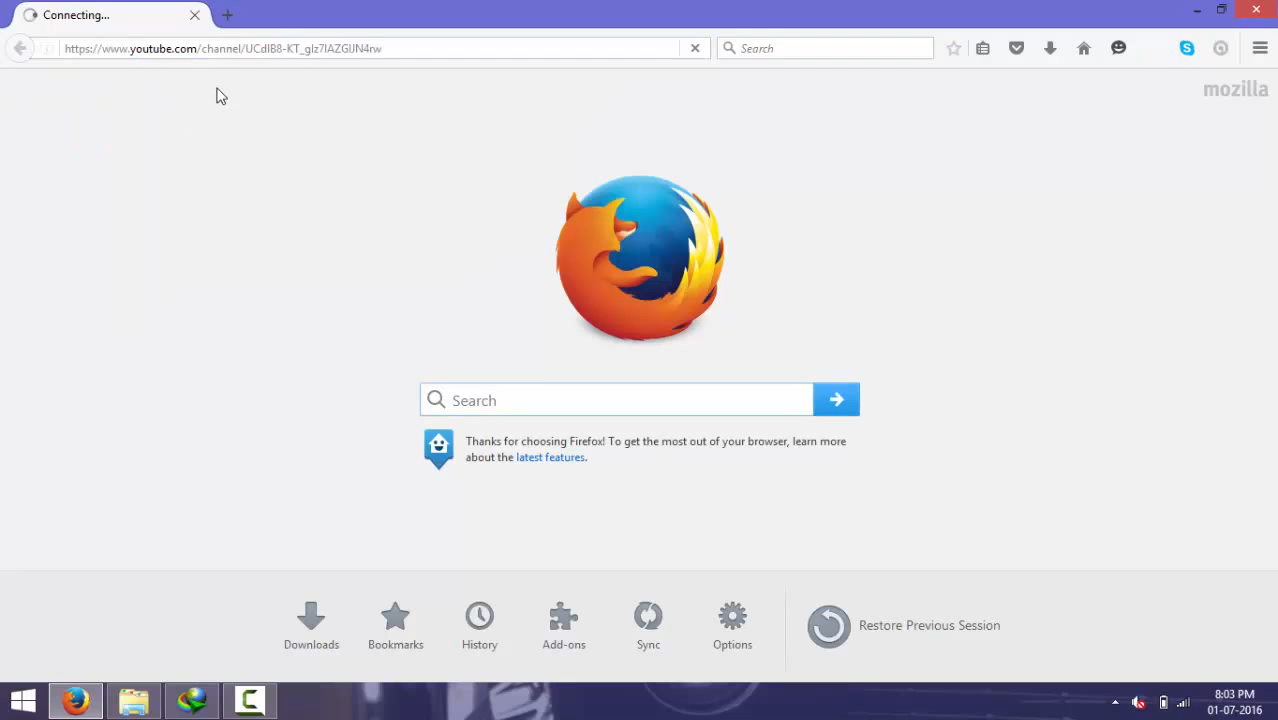 Connecting...
https://www.youtube.com/channel/UCdIB8-KT_glz7IAZGlJN4rw
Search
mozilla
Search
Thanks for choosing Firefox! To get the most out of your browser, learn more
about the latest features.
Downloads
Bookmarks
History
Add-ons
Sync
Options
Restore Previous Session
8:03 PM
01-07-2016